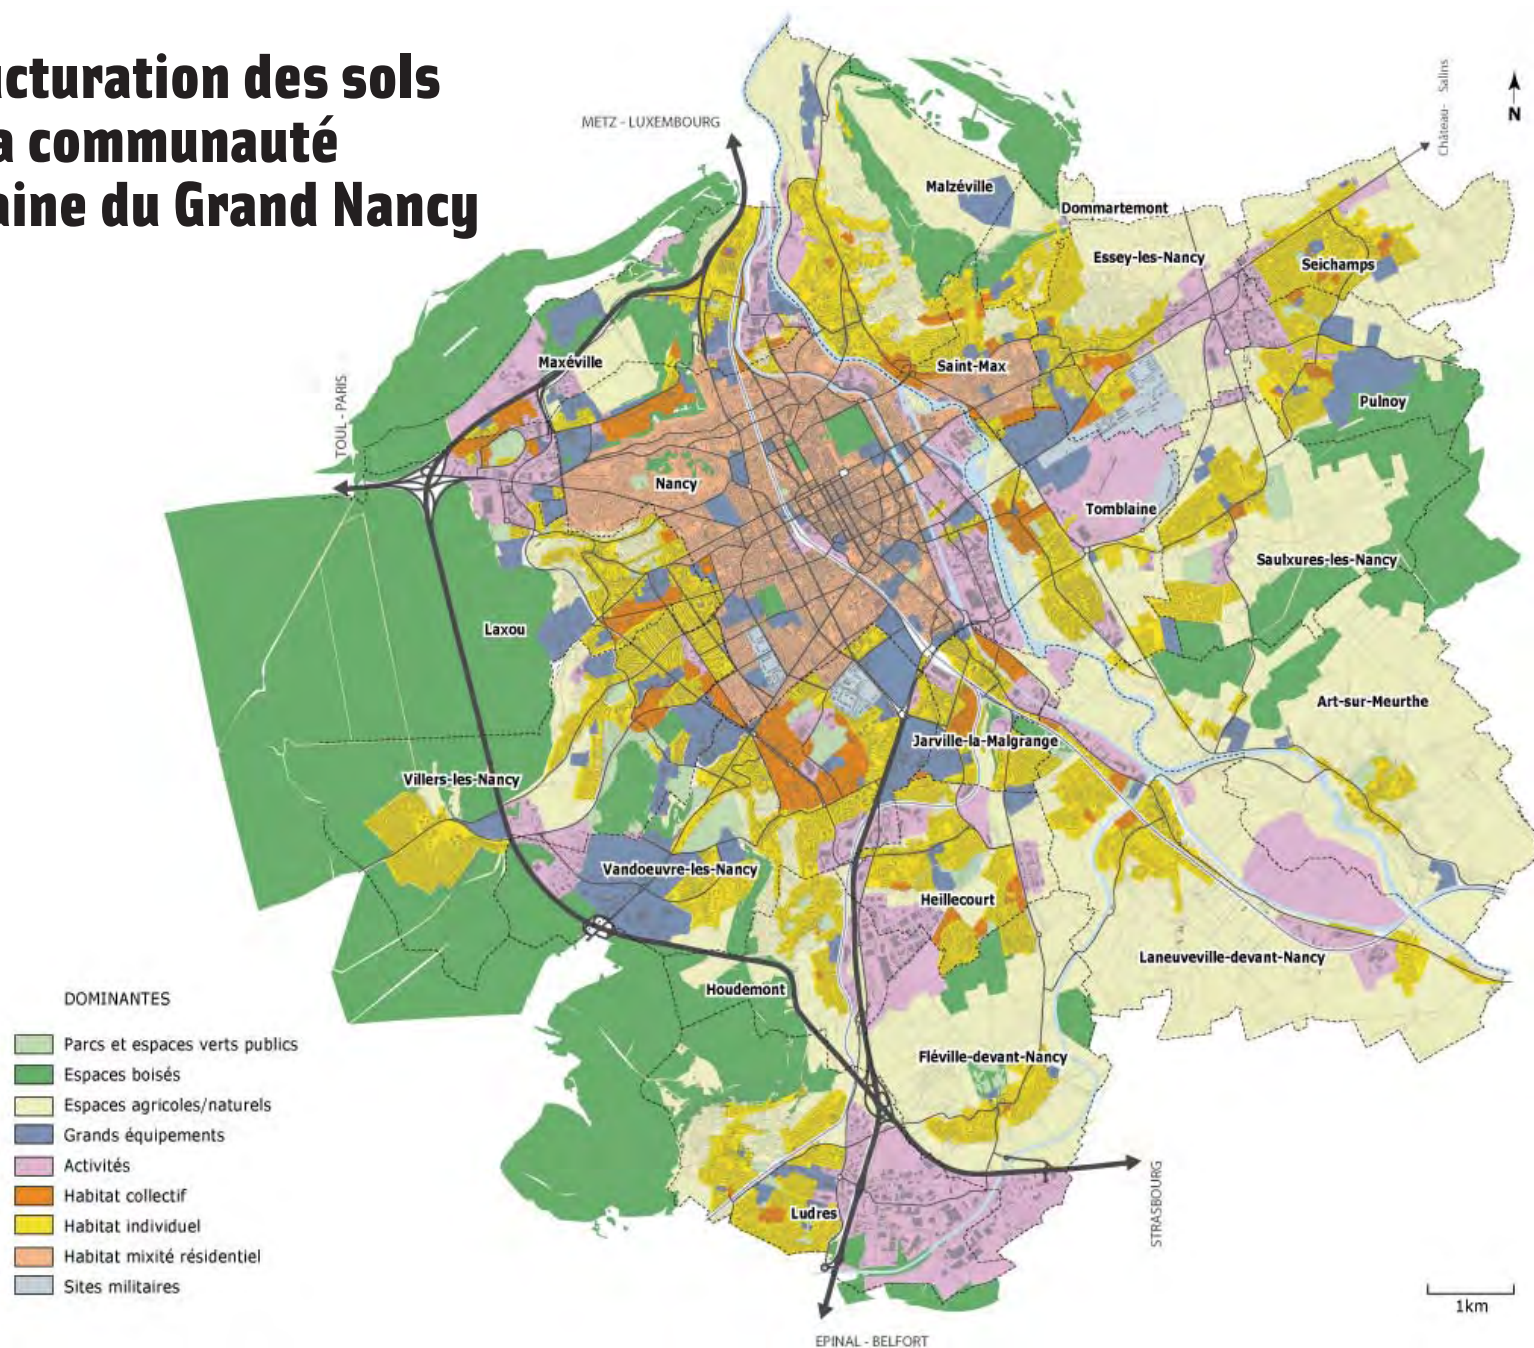 ucturation des sols
a communauté
aine du Grand Nancy
METZ - LUXEMBOURG
Château- Salins
N
Malzéville
Dommartemont
Essey-les-Nancy
Seichamps
Maxéville
Saint-Max
TOUL - PARIS
Pulnoy
Nancy
Tomblaine
Saulxures-les-Nancy
Laxou
Art-sur-Meurthe
Jarville-la-Malgrange
Villers-les-Nancy
Vandoeuvre-les-Nancy
Heillecourt
Laneuveville-devant-Nancy
Houdemont
Fléville-devant-Nancy
Ludres
STRASBOURG
EPINAL - BELFORT
DOMINANTES
Parcs et espaces verts publics
Espaces boisés
Espaces agricoles/naturels
Grands équipements
Activités
Habitat collectif
Habitat individuel
Habitat mixité résidentiel
Sites militaires
1km